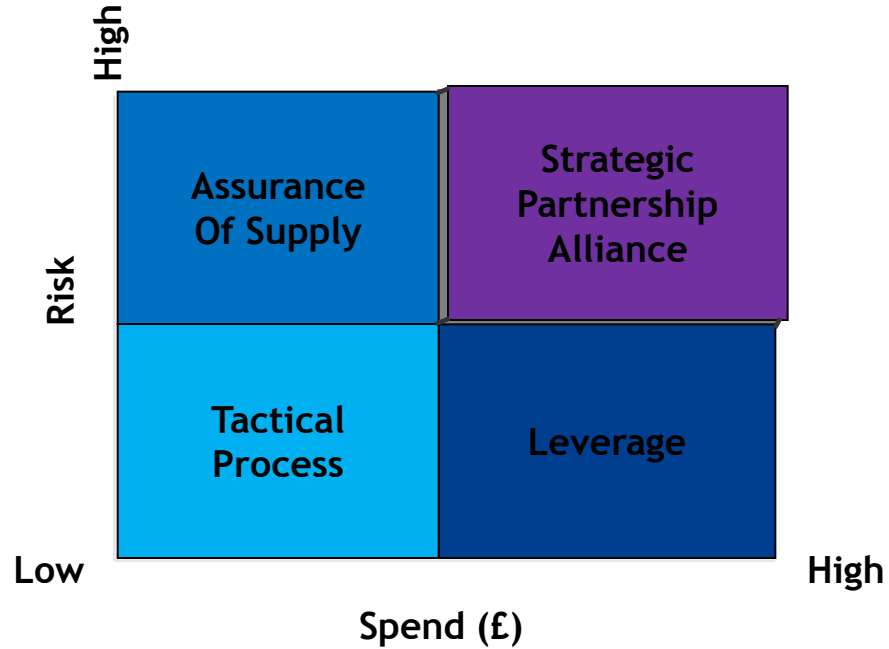 High
Assurance
Of Supply
Strategic
Partnership
Alliance
Risk
Tactical
Process
Leverage
Low
High
Spend (£)